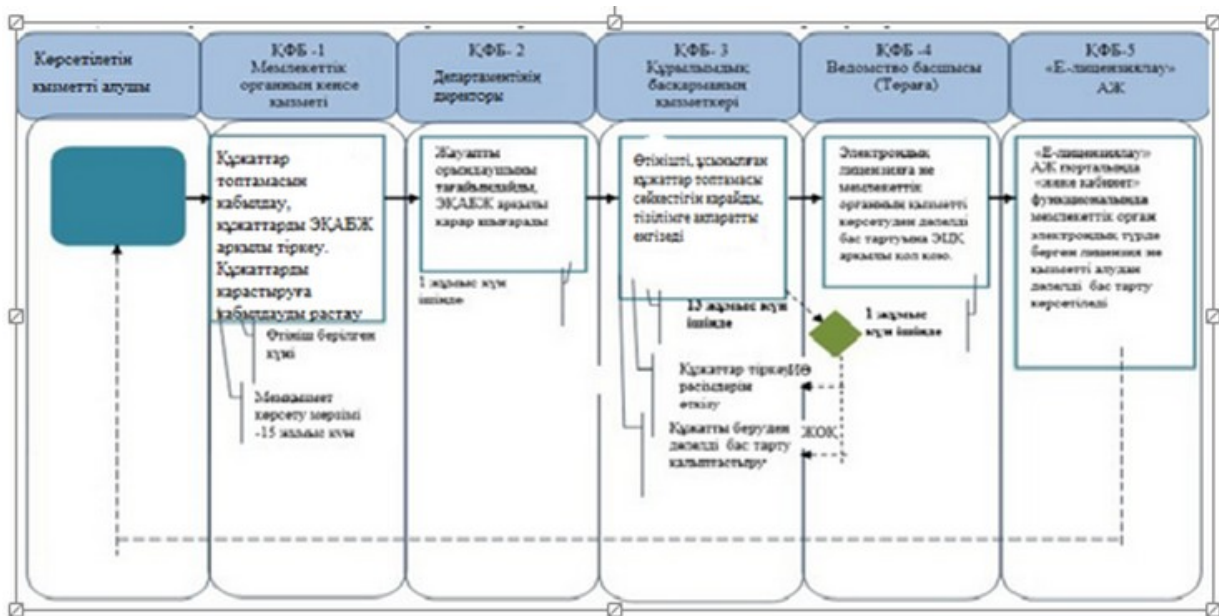 Көрсетілетін
қызметті алушы
ҚФБ -1
Мемлекеттік
органның кеңсе
қызметі
ҚФБ- 2
Департаментінің
директоры
ҚФБ- 3
Құрылымдық
басқарманың
қызметкері
ҚФБ -4
Ведомство басшысы
(Төраға)
ҚФБ-5
«Е-лицензиялау»
АЖ
Құжаттар
топтамасын
қабылдау,
құжаттарды ЭҚАБЖ
арқылы тіркеу.
Құжаттарды
қарастыруға
қабылдауды растау
Өтініш берілген
күні
Мемқызмет
көрсету мерзімі
-15 жұмыс күн
Жауапты
орындаушыны
тағайындайды,
ЭҚАБЖ арқылы
қарар шығарады
1 жұмыс күн
ішінде
Өтінішті, ұсынылған
құжаттар топтамасы
сәйкестігін қарайды,
тізілімге ақпаратты
енгізеді
13 жұмыс күн
ішінде
Құжаттар тіркеу
рәсімдерін
өткізу
ИӘ
Құжатты беруден
дәлелді бас тарту
қалыптастыру
ЖОҚ
Электрондық
лицензияға не
мемлекеттік
органның қызметті
көрсетуден дәлелді
бас тартуына ЭЦҚ
арқылы қол қою.
1 жұмыс
күн ішінде
«Е-лицензиялау»
АЖ порталында
«жеке кабинет»
функционалында
мемлекеттік орган
электрондық түрде
берген лицензия не
қызметті алудан
дәлелді бас тарту
көрсетіледі